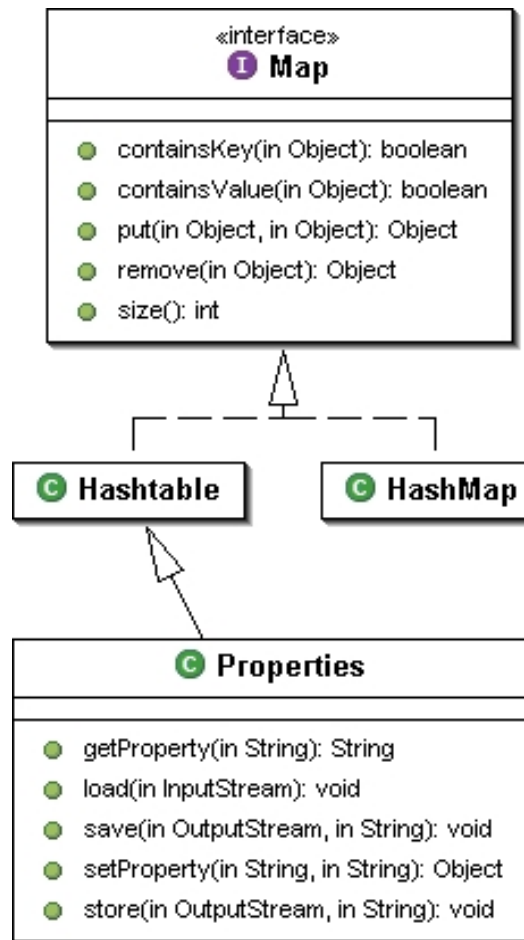 «interface»
I Map
containsKey(in Object): boolean
containsValue(in Object): boolean
put(in Object, in Object): Object
remove(in Object): Object
size(): int
C Hashtable
C HashMap
C Properties
getProperty(in String): String
load(in InputStream): void
save(in OutputStream, in String): void
setProperty(in String, in String): Object
store(in OutputStream, in String): void